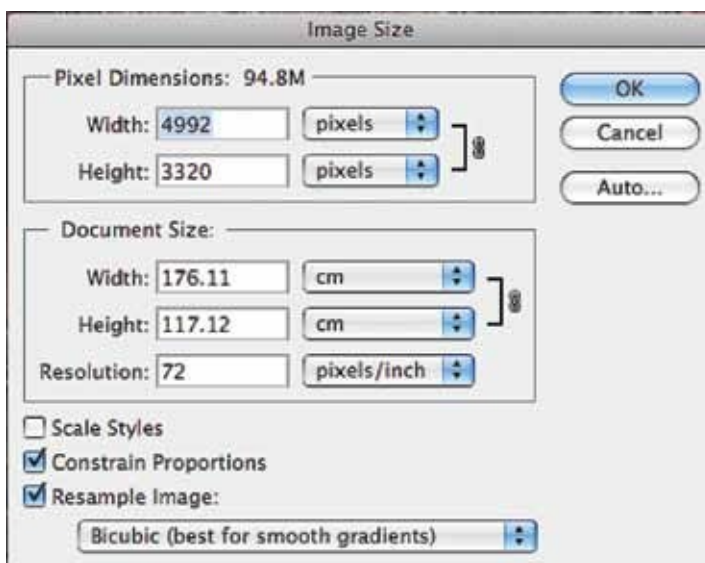 Image Size
Pixel Dimensions: 94.8M
OK
Width: 4992 pixels
Cancel
Height: 3320 pixels
Auto...
Document Size:
Width: 176.11 cm
Height: 117.12 cm
Resolution: 72 pixels/inch
Scale Styles
Constrain Proportions
Resample Image:
Bicubic (best for smooth gradients)